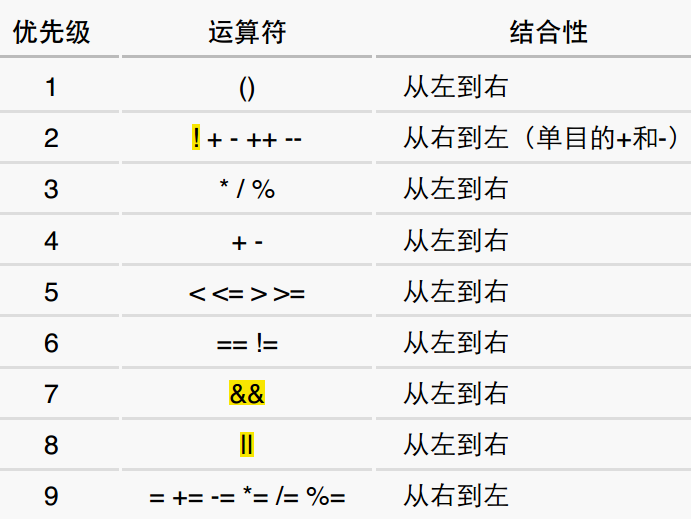 优先级 运算符 结合性
1 () 从左到右
2 ! + - ++ -- 从右到左（单目的+和-）
3 * / % 从左到右
4 + - 从左到右
5 < <= > >= 从左到右
6 == != 从左到右
7 && 从左到右
8 || 从左到右
9 = += -= *= /= %= 从右到左